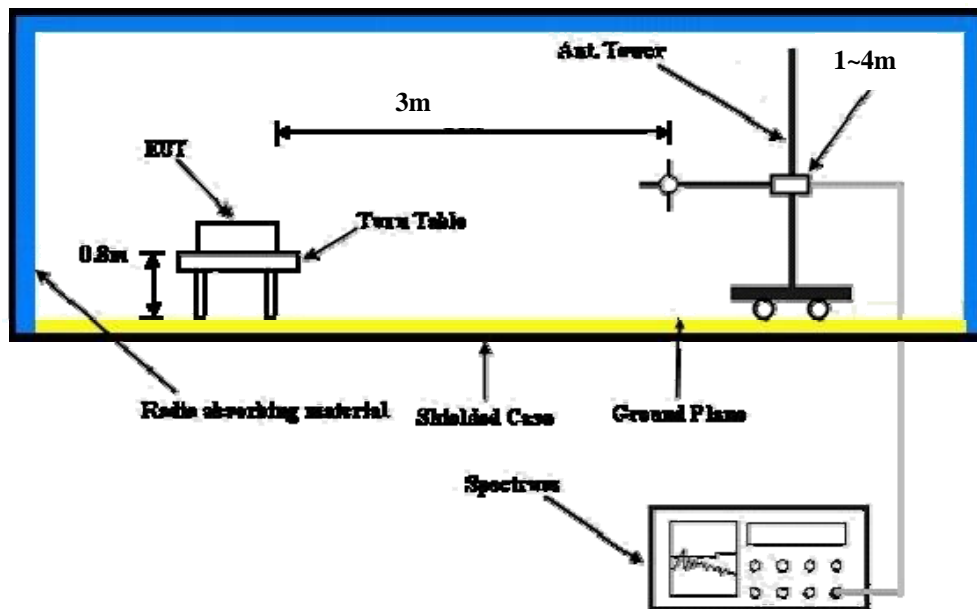 Ant. Tower
1~4m
3m
EUT
Turn Table
0.8m
Radio absorbing material
Shielded Case
Ground Plane
Spectrum